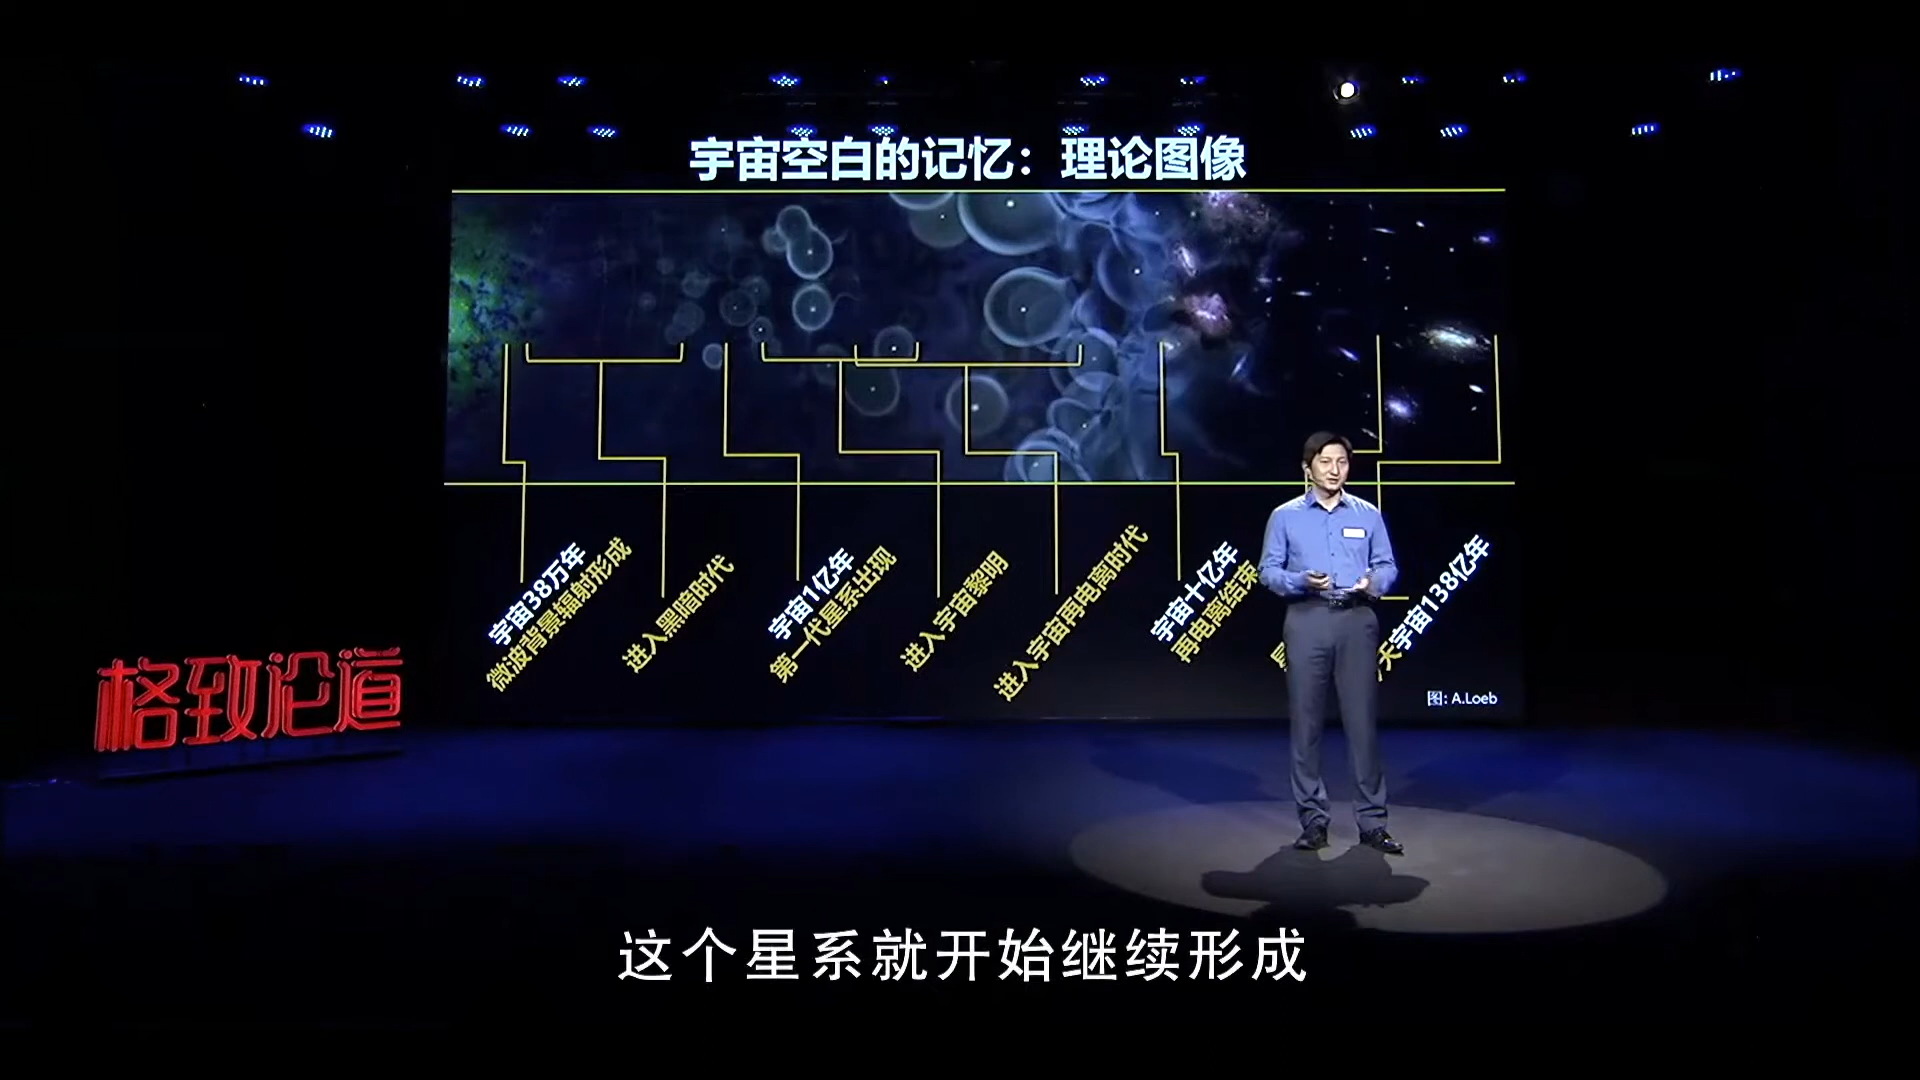 宇宙空白的记忆：理论图像
宇宙38万年
微波背景辐射形成
进入黑暗时代
宇宙1亿年
第一代星系出现
进入宇宙黎明
进入宇宙再电离时代
宇宙十亿年
再电离结束
天宇宙138亿年
图: A.Loeb
格致论道
这个星系就开始继续形成